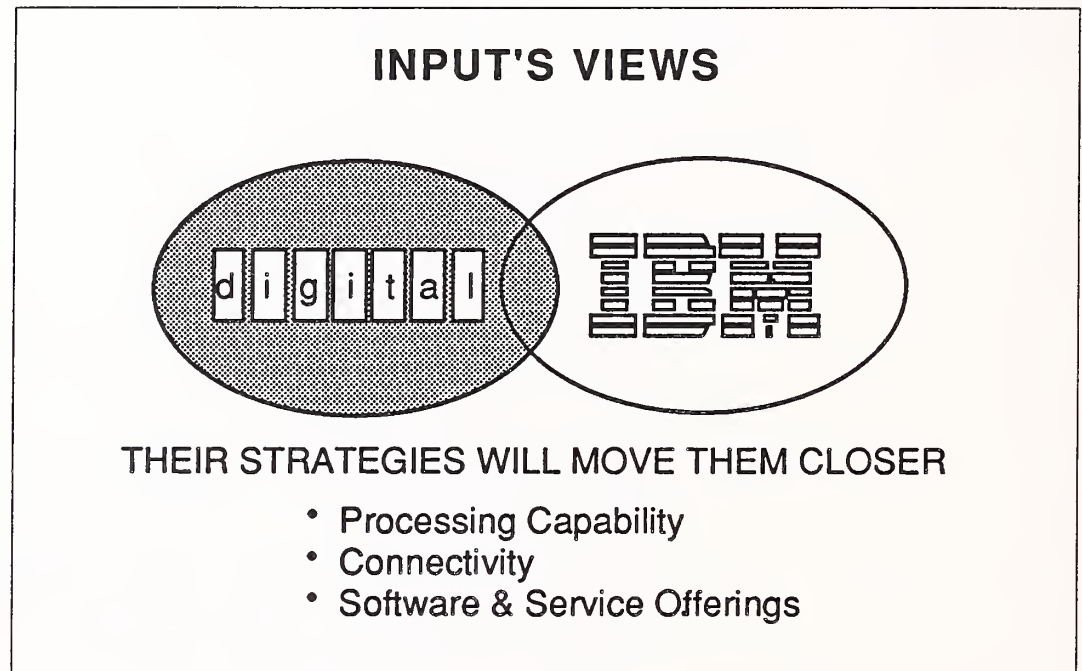 INPUT'S VIEWS
digital IBM
THEIR STRATEGIES WILL MOVE THEM CLOSER
• Processing Capability
• Connectivity
• Software & Service Offerings